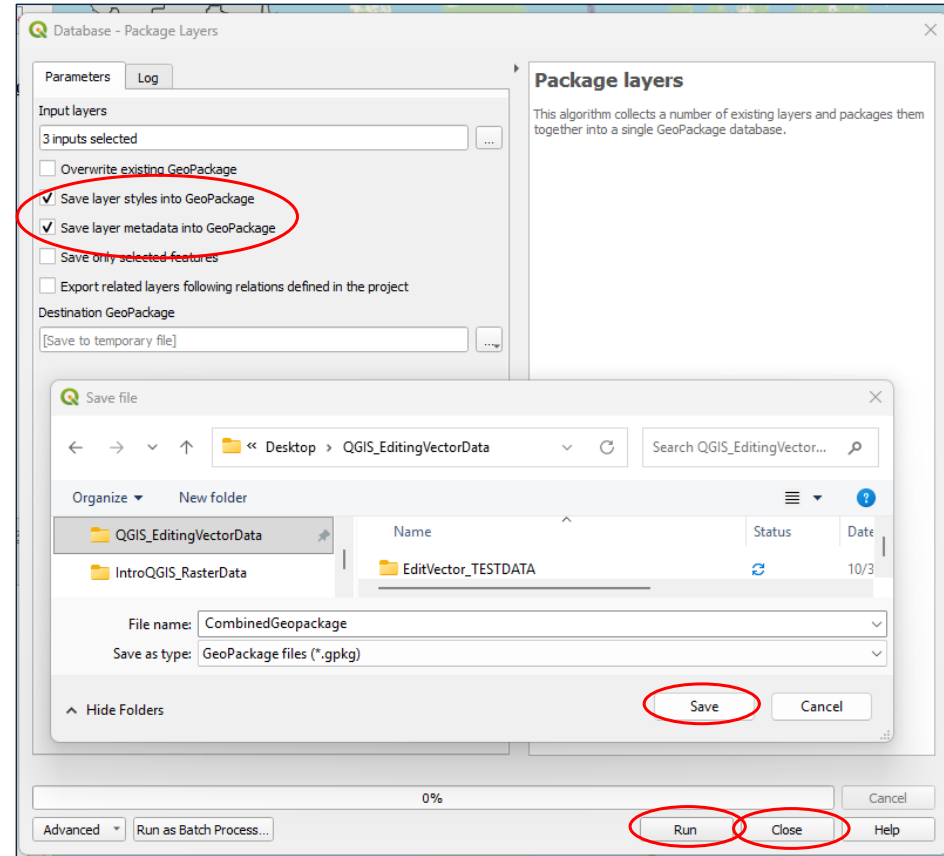 Database - Package Layers
Parameters
Log
Input layers
3 inputs selected
...
Overwrite existing GeoPackage
Save layer styles into GeoPackage
Save layer metadata into GeoPackage
Save only selected features
Export related layers following relations defined in the project
Destination GeoPackage
[Save to temporary file]
...
Package layers
This algorithm collects a number of existing layers and packages them
together into a single GeoPackage database.
Save file
« Desktop › QGIS_EditingVectorData
Search QGIS_EditingVector...
Organize
New folder
?
QGIS_EditingVectorData
IntroQGIS_RasterData
Name
Status
Date
EditVector_TESTDATA
10/3
File name: CombinedGeopackage
Save as type: GeoPackage files (*.gpkg)
Hide Folders
Save
Cancel
0%
Cancel
Advanced
Run as Batch Process...
Run
Close
Help